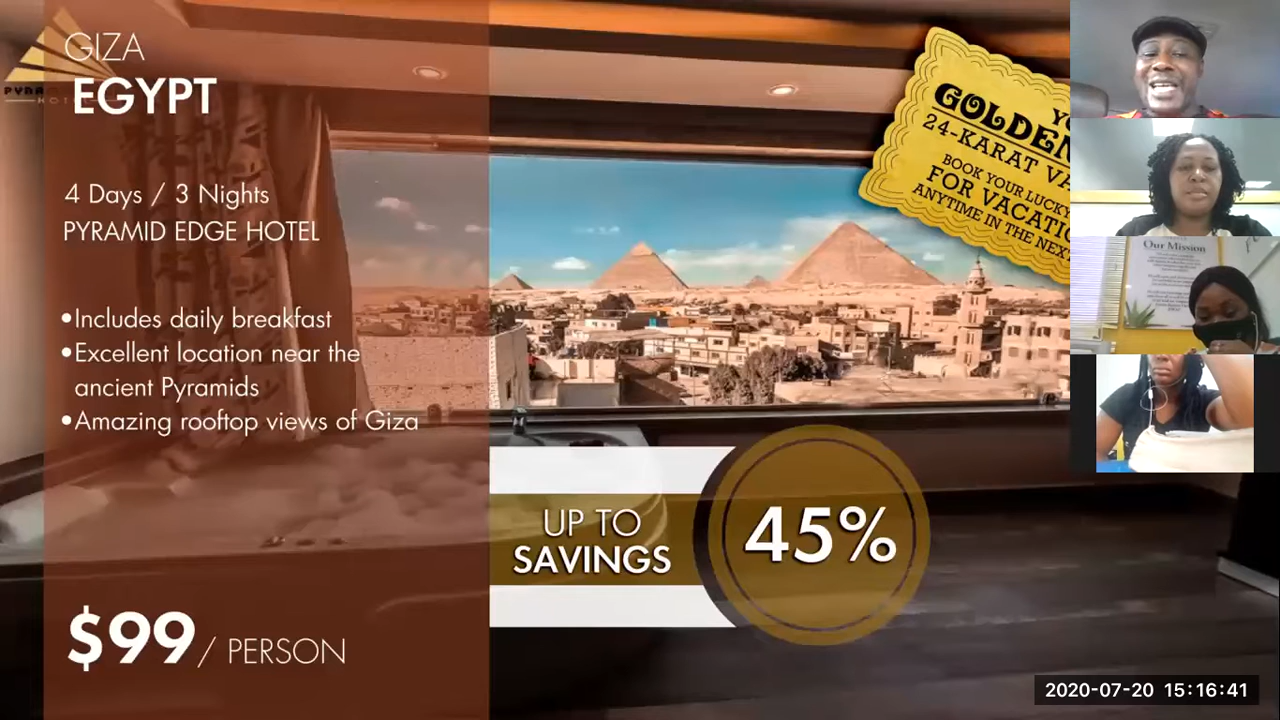 GIZA
EGYPT
4 Days / 3 Nights
PYRAMID EDGE HOTEL
•Includes daily breakfast
•Excellent location near the
ancient Pyramids
•Amazing rooftop views of Giza
$99/ PERSON
UP TO
SAVINGS
45%
GOLDEN
24-KARAT
BOOK YOUR LUCKY
FOR
ANYTIME IN THE NEXT
Our Mission
2020-07-20 15:16:41